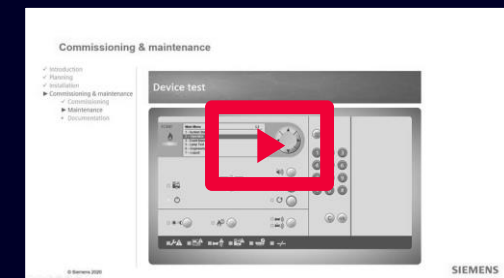 Commissioning & maintenance
✓ Introduction
✓ Planning
✓ Installation
▶ Commissioning & maintenance
✓ Commissioning
▶ Maintenance
• Documentation
Device test
Main Menu
© Siemens 2020
SIEMENS